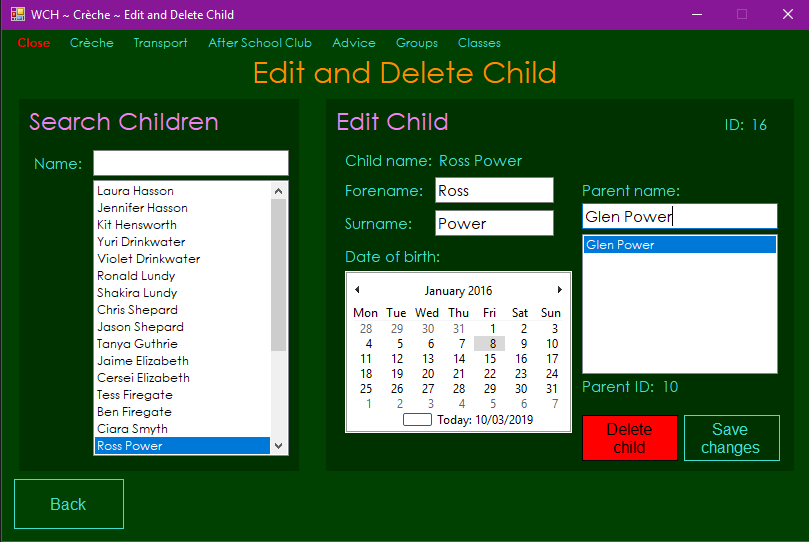 WCH ~ Crèche ~ Edit and Delete Child
Close Crèche Transport After School Club Advice Groups Classes
Edit and Delete Child
Search Children
Name:
Laura Hasson
Jennifer Hasson
Kit Hensworth
Yuri Drinkwater
Violet Drinkwater
Ronald Lundy
Shakira Lundy
Chris Shepard
Jason Shepard
Tanya Guthrie
Jaime Elizabeth
Cersei Elizabeth
Tess Firegate
Ben Firegate
Ciara Smyth
Ross Power
Edit Child
ID: 16
Child name: Ross Power
Forename: Ross
Surname: Power
Date of birth:
January 2016
Mon Tue Wed Thu Fri Sat Sun
28 29 30 31 1 2 3
4 5 6 7 8 9 10
11 12 13 14 15 16 17
18 19 20 21 22 23 24
25 26 27 28 29 30 31
1 2 3 4 5 6 7
Today: 10/03/2019
Parent name:
Glen Power
Glen Power
Parent ID: 10
Delete
child
Save
changes
Back